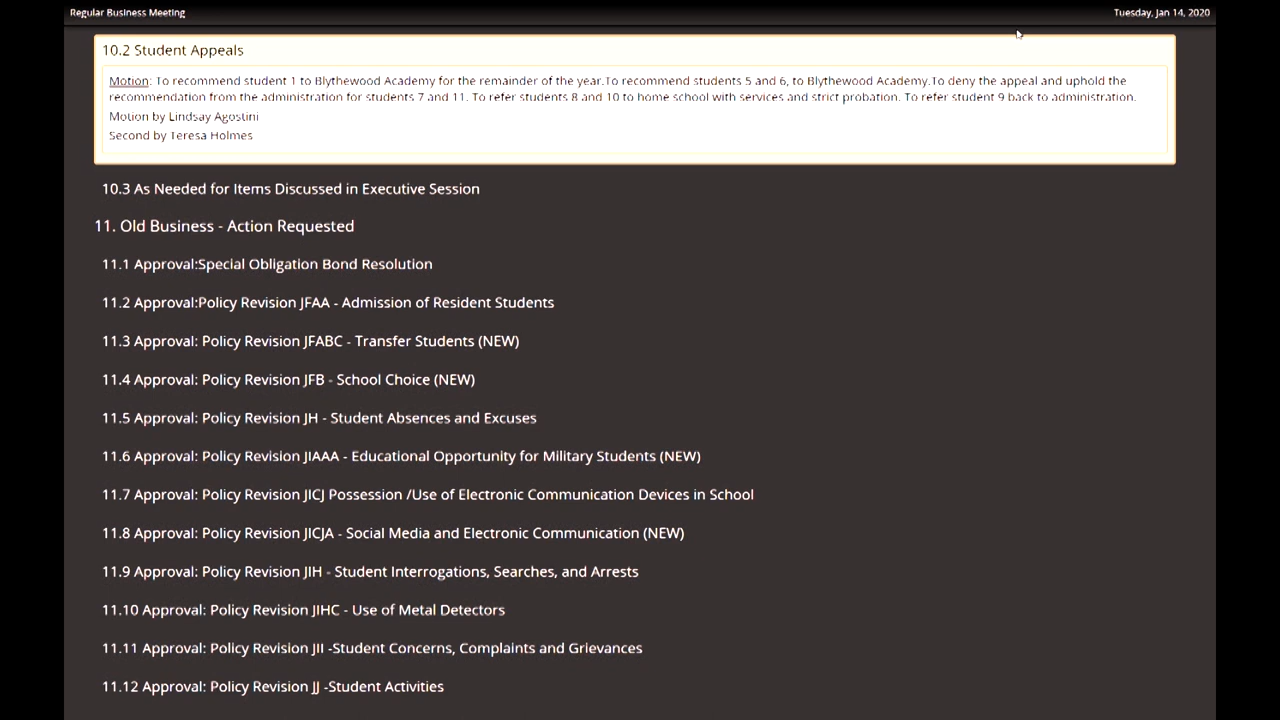 Regular Business Meeting
Tuesday, Jan 14, 2020
10.2 Student Appeals
Motion: To recommend student 1 to Blythewood Academy for the remainder of the year.To recommend students 5 and 6, to Blythewood Academy.To deny the appeal and uphold the
recommendation from the administration for students 7 and 11. To refer students 8 and 10 to home school with services and strict probation. To refer student 9 back to administration.
Motion by Lindsay Agostini
Second by Teresa Holmes
10.3 As Needed for Items Discussed in Executive Session
11. Old Business - Action Requested
11.1 Approval:Special Obligation Bond Resolution
11.2 Approval:Policy Revision JFAA - Admission of Resident Students
11.3 Approval: Policy Revision JFABC - Transfer Students (NEW)
11.4 Approval: Policy Revision JFB - School Choice (NEW)
11.5 Approval: Policy Revision JH - Student Absences and Excuses
11.6 Approval: Policy Revision JIAAA - Educational Opportunity for Military Students (NEW)
11.7 Approval: Policy Revision JICJ Possession /Use of Electronic Communication Devices in School
11.8 Approval: Policy Revision JICJA - Social Media and Electronic Communication (NEW)
11.9 Approval: Policy Revision JIH - Student Interrogations, Searches, and Arrests
11.10 Approval: Policy Revision JIHC - Use of Metal Detectors
11.11 Approval: Policy Revision JII -Student Concerns, Complaints and Grievances
11.12 Approval: Policy Revision JJ -Student Activities